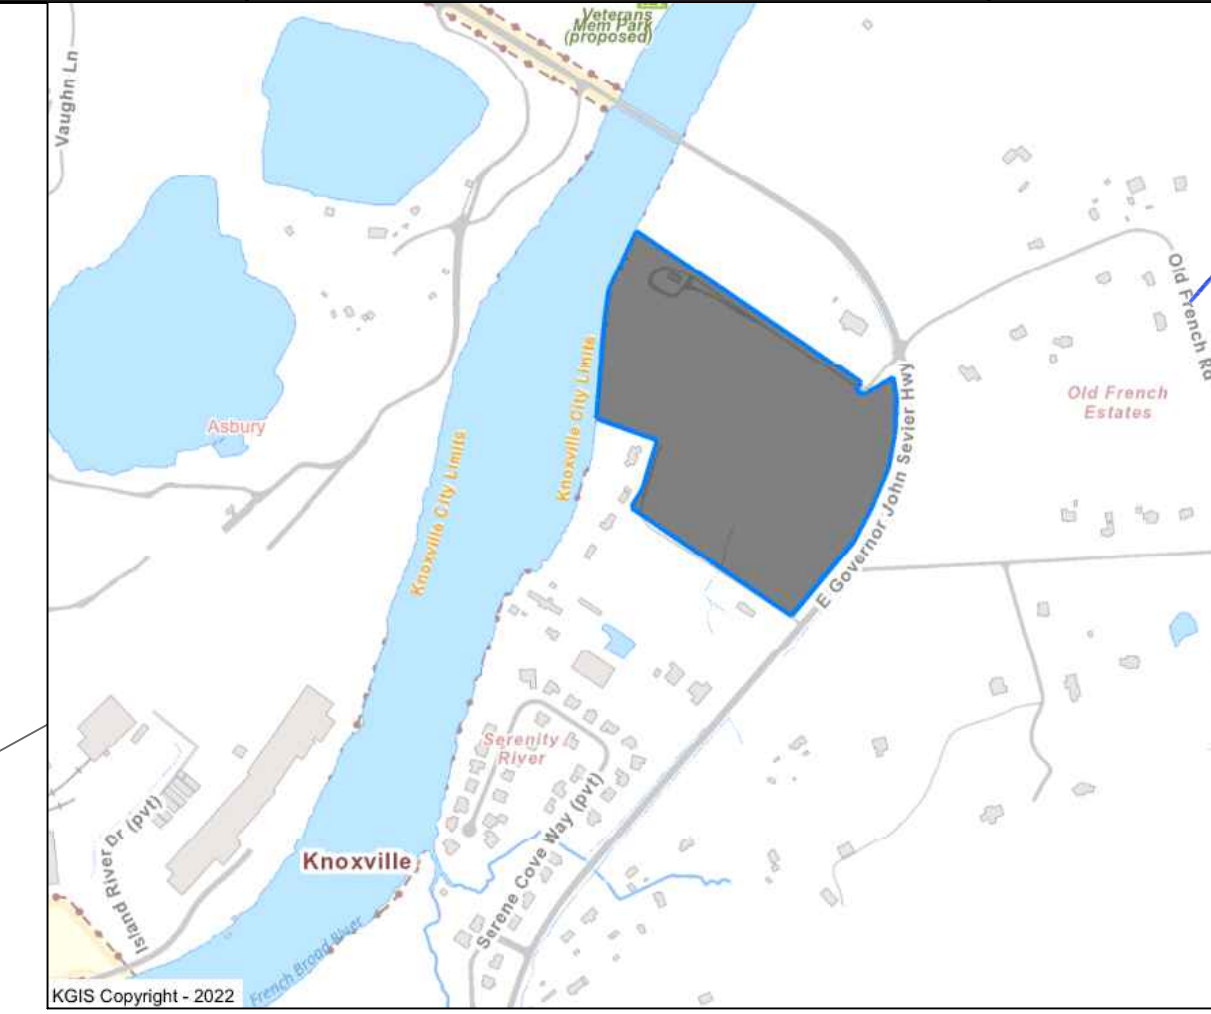 Veterans
Mem Park
(proposed)
Vaughn Ln
Old French Rd
Knoxville City Limits
E Governor John Sevier Hwy
Old French
Estates
Asbury
Knoxville City Limits
Serenity
River
Serene Cove Way (pvt)
Island River Dr (pvt)
Knoxville
French Broad River
KGIS Copyright - 2022